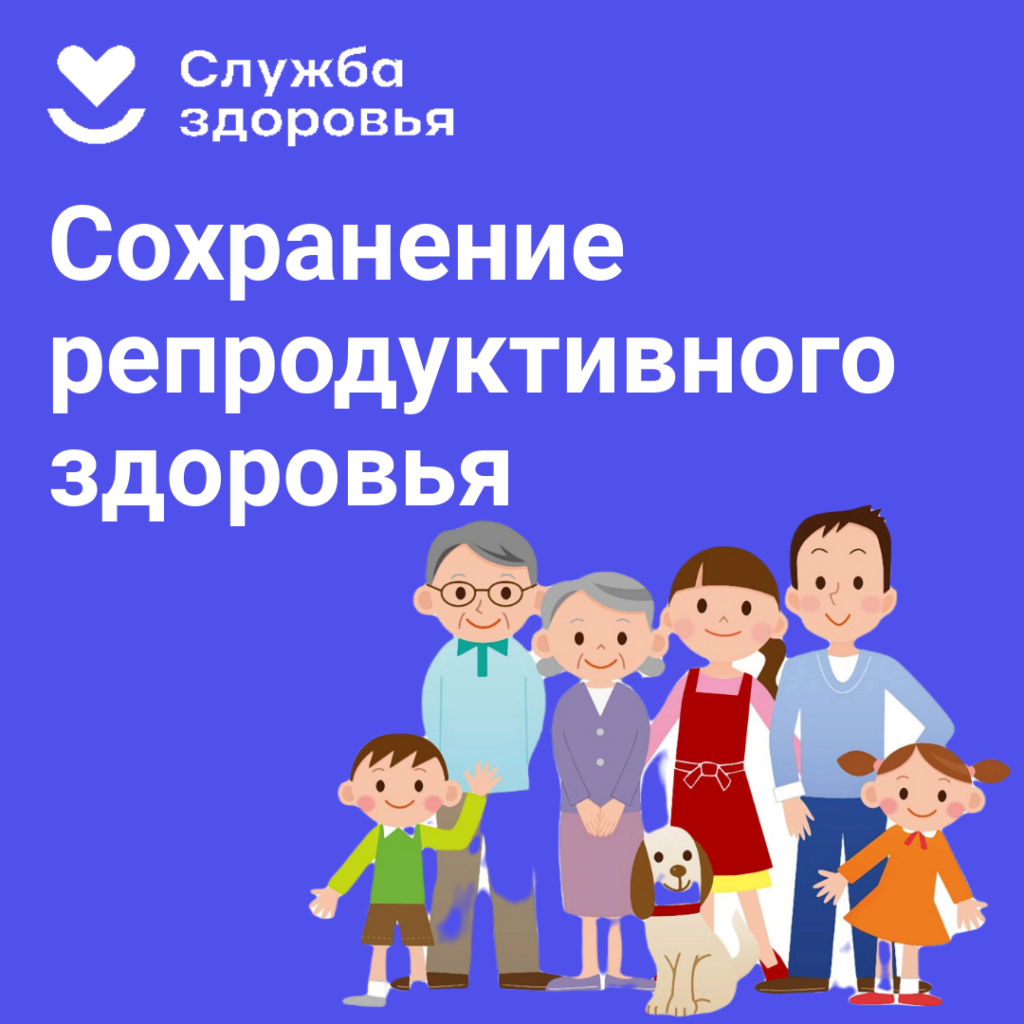 Служба
здоровья
Сохранение
репродуктивного
здоровья